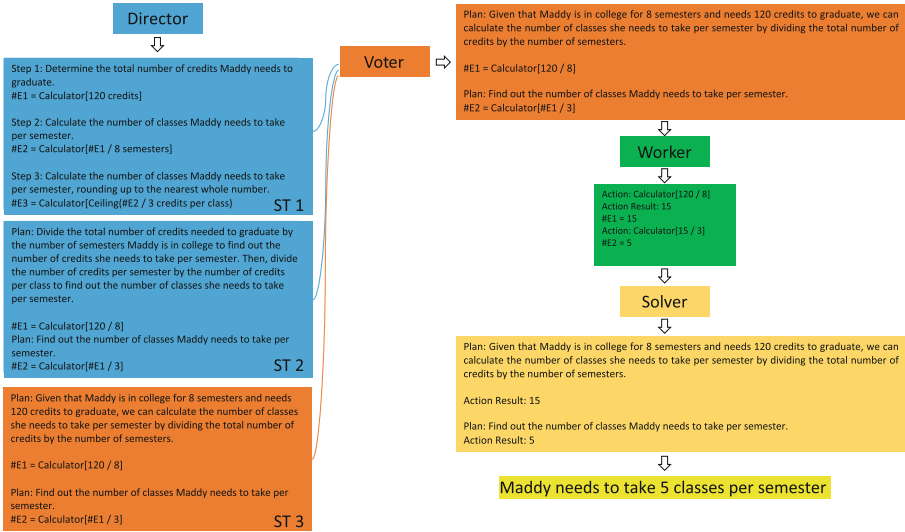 Director
Step 1: Determine the total number of credits Maddy needs to
graduate.
#E1 = Calculator[120 credits]
Step 2: Calculate the number of classes Maddy needs to take
per semester.
#E2 = Calculator[#E1 / 8 semesters]
Step 3: Calculate the number of classes Maddy needs to take
per semester, rounding up to the nearest whole number.
#E3 = Calculator[Ceiling(#E2 / 3 credits per class)
ST 1
Plan: Divide the total number of credits needed to graduate by
the number of semesters Maddy is in college to find out the
number of credits she needs to take per semester. Then, divide
the number of credits per semester by the number of credits
per class to find out the number of classes she needs to take
per semester.
#E1 = Calculator[120 / 8]
Plan: Find out the number of classes Maddy needs to take per
semester.
#E2 = Calculator[#E1 / 3]
ST 2
Plan: Given that Maddy is in college for 8 semesters and needs
120 credits to graduate, we can calculate the number of classes
she needs to take per semester by dividing the total number of
credits by the number of semesters.
#E1 = Calculator[120 / 8]
Plan: Find out the number of classes Maddy needs to take per
semester.
#E2 = Calculator[#E1 / 3]
ST 3
Voter
Plan: Given that Maddy is in college for 8 semesters and needs 120 credits to graduate, we can
calculate the number of classes she needs to take per semester by dividing the total number of
credits by the number of semesters.
#E1 = Calculator[120 / 8]
Plan: Find out the number of classes Maddy needs to take per semester.
#E2 = Calculator[#E1 / 3]
Worker
Action: Calculator[120 / 8]
Action Result: 15
#E1 = 15
Action: Calculator[15 / 3]
#E2 = 5
Solver
Plan: Given that Maddy is in college for 8 semesters and needs 120 credits to graduate, we can
calculate the number of classes she needs to take per semester by dividing the total number of
credits by the number of semesters.
Action Result: 15
Plan: Find out the number of classes Maddy needs to take per semester.
Action Result: 5
Maddy needs to take 5 classes per semester